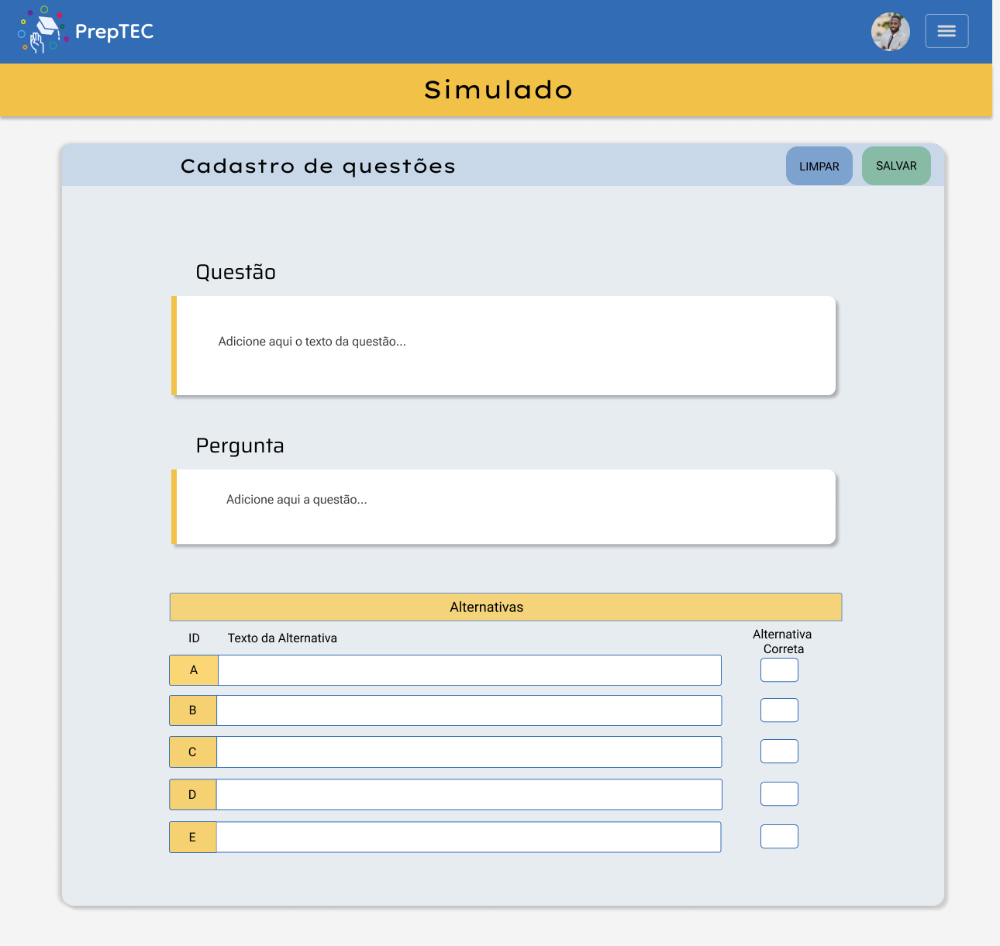 PrepTEC
Simulado
Cadastro de questões
LIMPAR
SALVAR
Questão
Adicione aqui o texto da questão...
Pergunta
Adicione aqui a questão...
Alternativas
ID
Texto da Alternativa
Alternativa
Correta
A
B
C
D
E